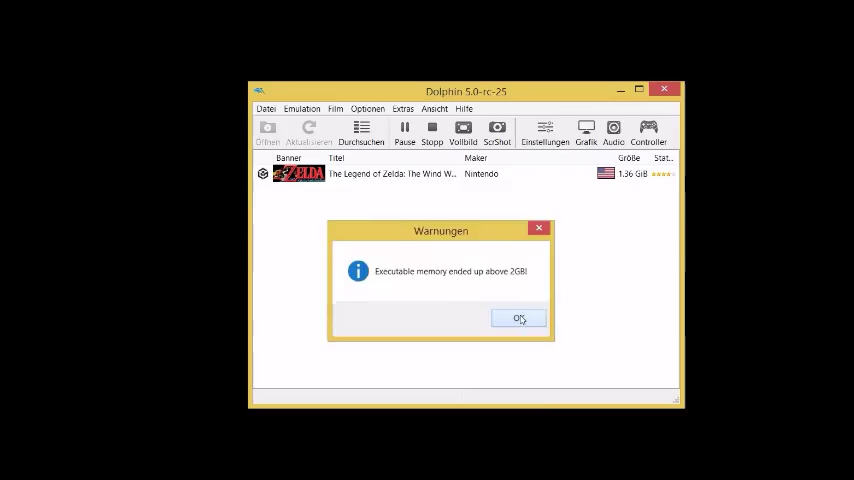 Dolphin 5.0-rc-25
Datei Emulation Film Optionen Extras Ansicht Hilfe
Öffnen Aktualisieren Durchsuchen Pause Stopp Vollbild ScrShot Einstellungen Grafik Audio Controller
Banner Titel Maker Größe Stat..
ZELDA The Legend of Zelda: The Wind W... Nintendo 1.36 GiB
Warnungen
Executable memory ended up above 2GB!
OK